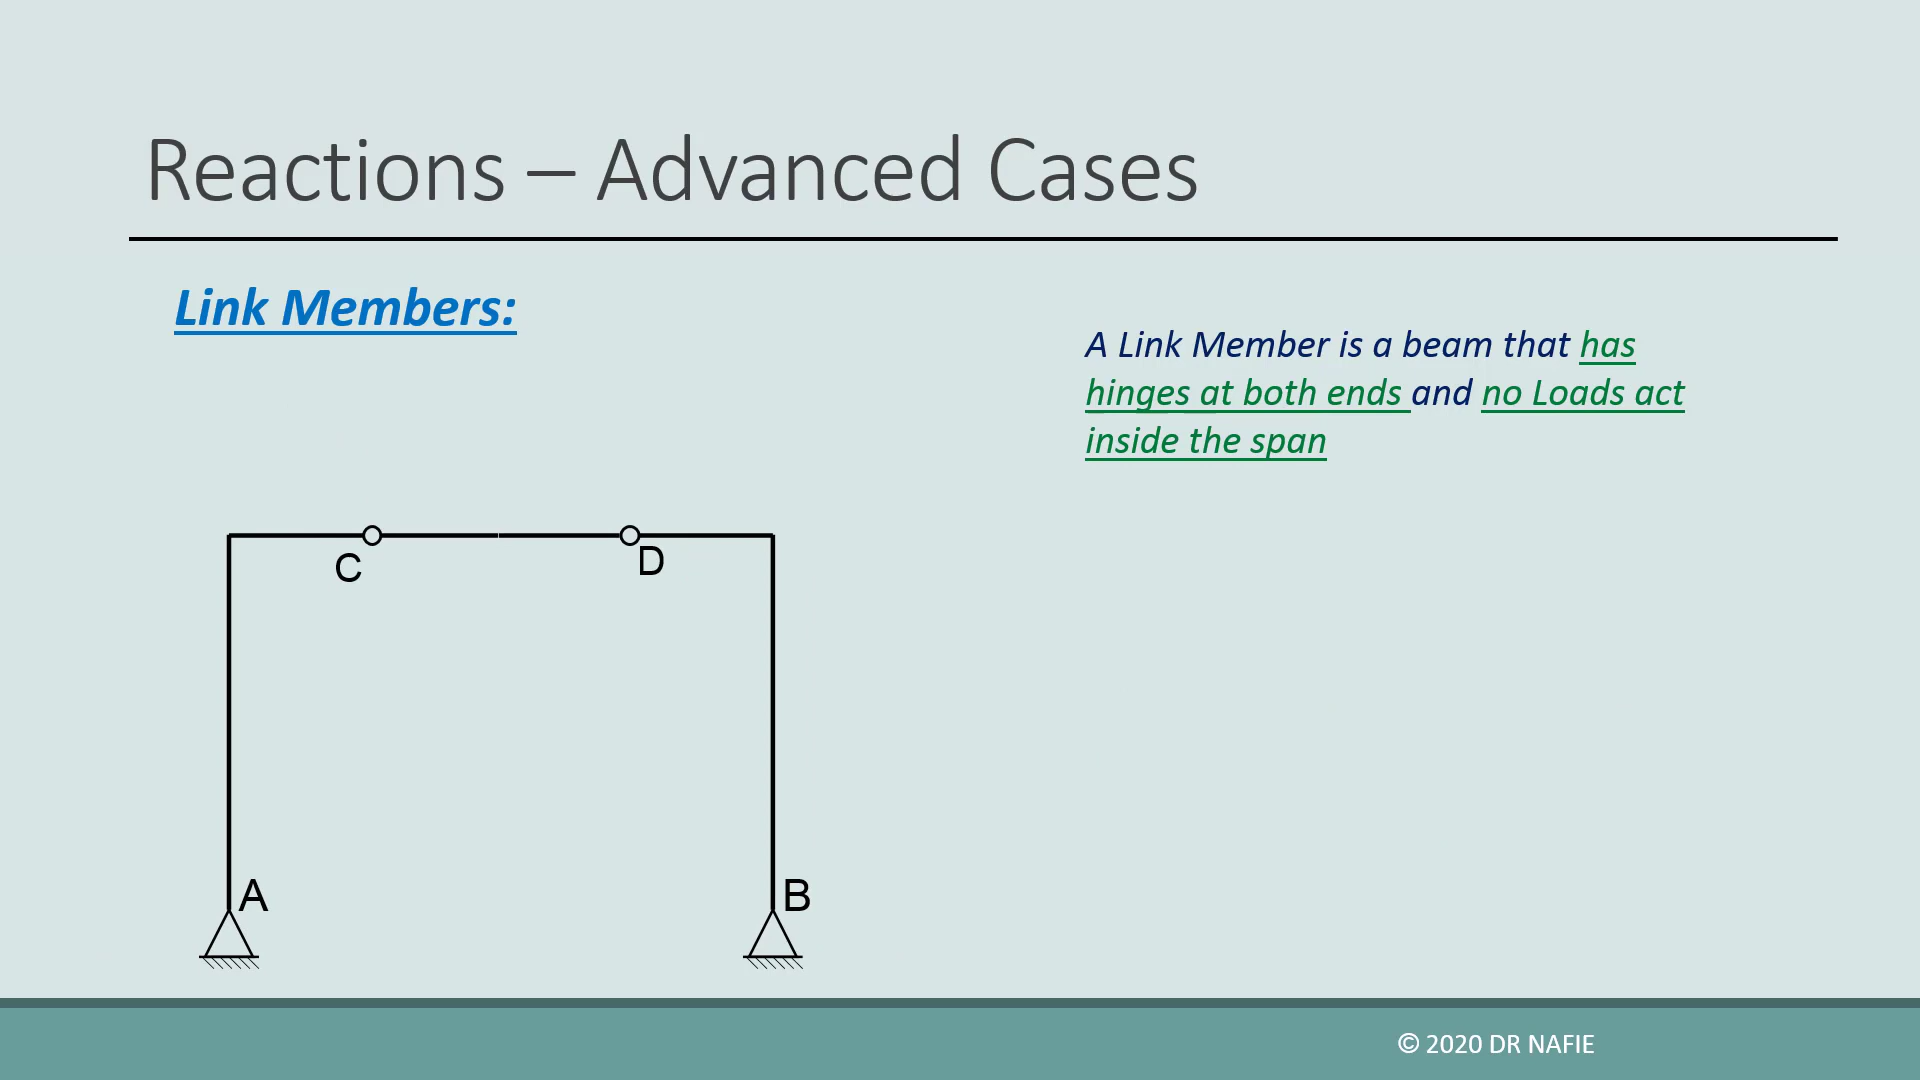 Reactions – Advanced Cases
Link Members:
A Link Member is a beam that has
hinges at both ends and no Loads act
inside the span
C
D
A
B
© 2020 DR NAFIE